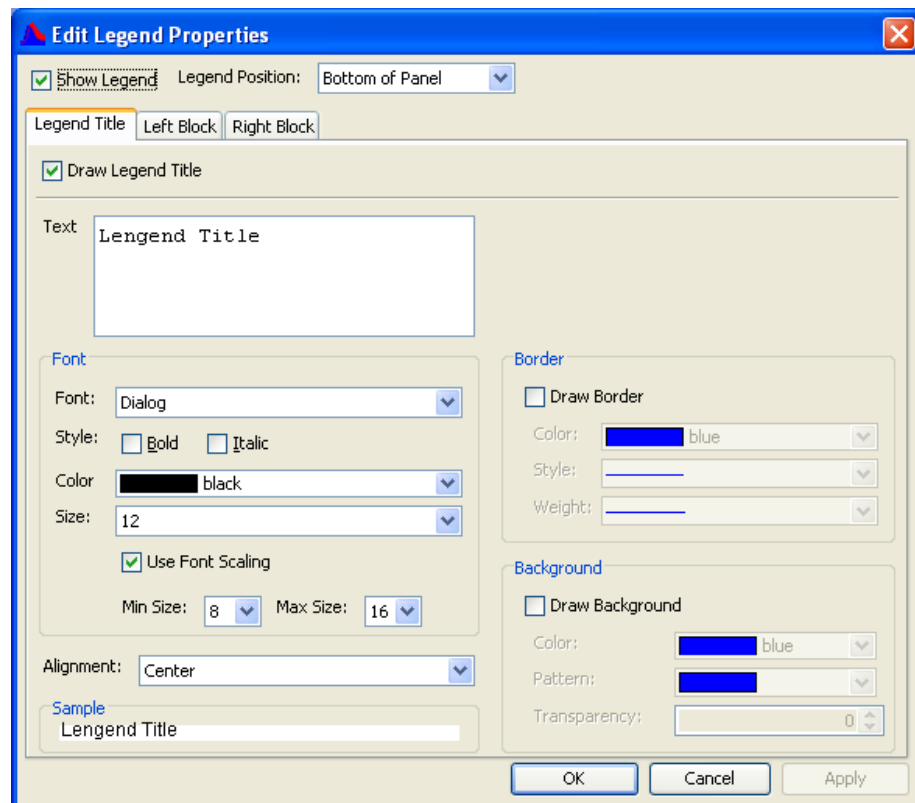 Edit Legend Properties
Show Legend Legend Position: Bottom of Panel
Legend Title Left Block Right Block
Draw Legend Title
Text
Lengend Title
Font
Font: Dialog
Style: Bold Italic
Color black
Size: 12
Use Font Scaling
Min Size: 8 Max Size: 16
Alignment: Center
Sample
Lengend Title
Border
Draw Border
Color: blue
Style:
Weight:
Background
Draw Background
Color: blue
Pattern:
Transparency: 0
OK Cancel Apply